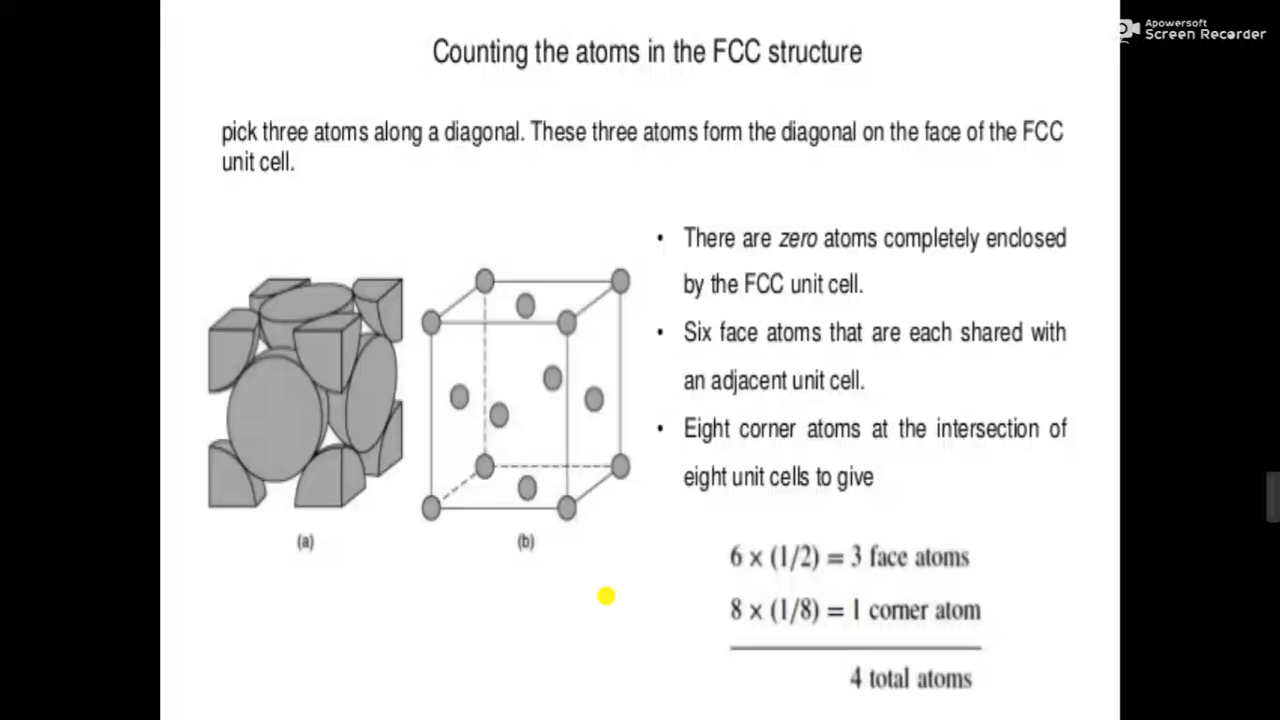 Apowersoft
Screen Recorder
Counting the atoms in the FCC structure
pick three atoms along a diagonal. These three atoms form the diagonal on the face of the FCC
unit cell.
• There are zero atoms completely enclosed
by the FCC unit cell.
• Six face atoms that are each shared with
an adjacent unit cell.
• Eight corner atoms at the intersection of
eight unit cells to give
(a)
(b)
6 × (1/2) = 3 face atoms
8 × (1/8) = 1 corner atom
4 total atoms